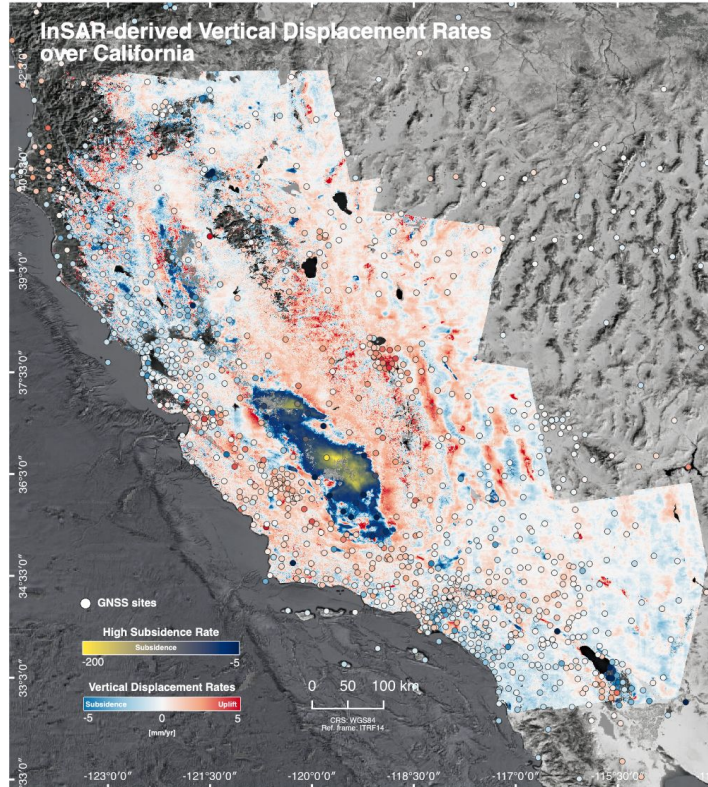 InSAR-derived Vertical Displacement Rates
over California
39°3'0"
37°33'0"
36°3'0"
34°33'0"
33°3'0"
GNSS sites
High Subsidence Rate
Subsidence
-200 -5
Vertical Displacement Rates
Subsidence Uplift
-5 0 5
[mm/yr]
0 50 100 km
CRS: WGS84
Ref. frame: ITRF14
-123°0'0" -121°30'0" -120°0'0" -118°30'0" -117°0'0" -115°30'0"